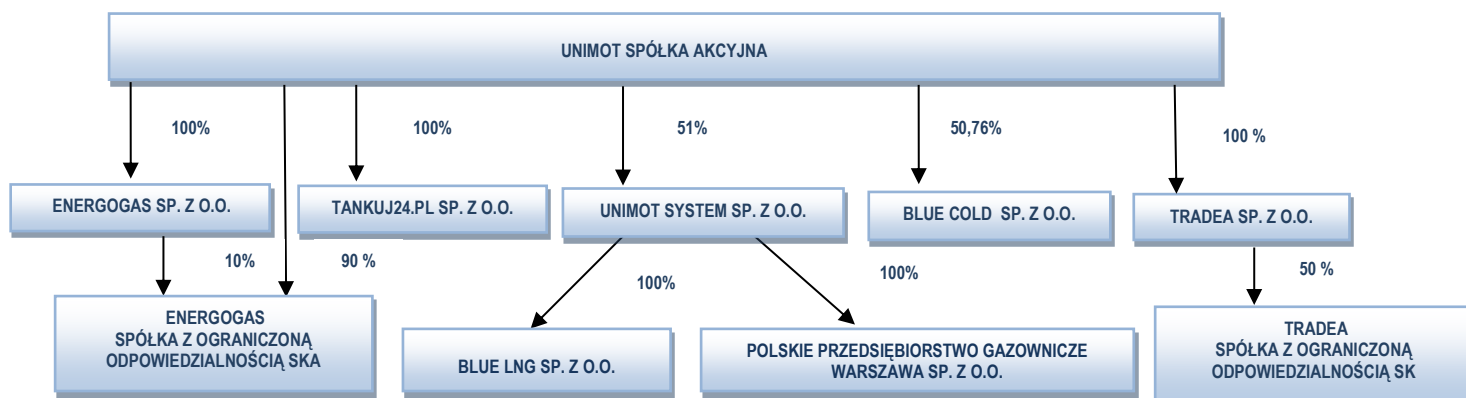 UNIMOT SPÓŁKA AKCYJNA
100%
100%
51%
50,76%
100 %
ENERGOGAS SP. Z O.O.
TANKUJ24.PL SP. Z O.O.
UNIMOT SYSTEM SP. Z O.O.
BLUE COLD SP. Z O.O.
TRADEA SP. Z O.O.
10%
90 %
100%
100%
50 %
ENERGOGAS
SPÓŁKA Z OGRANICZONĄ
ODPOWIEDZIALNOŚCIĄ SKA
BLUE LNG SP. Z O.O.
POLSKIE PRZEDSIĘBIORSTWO GAZOWNICZE
WARSZAWA SP. Z O.O.
TRADEA
SPÓŁKA Z OGRANICZONĄ
ODPOWIEDZIALNOŚCIĄ SK